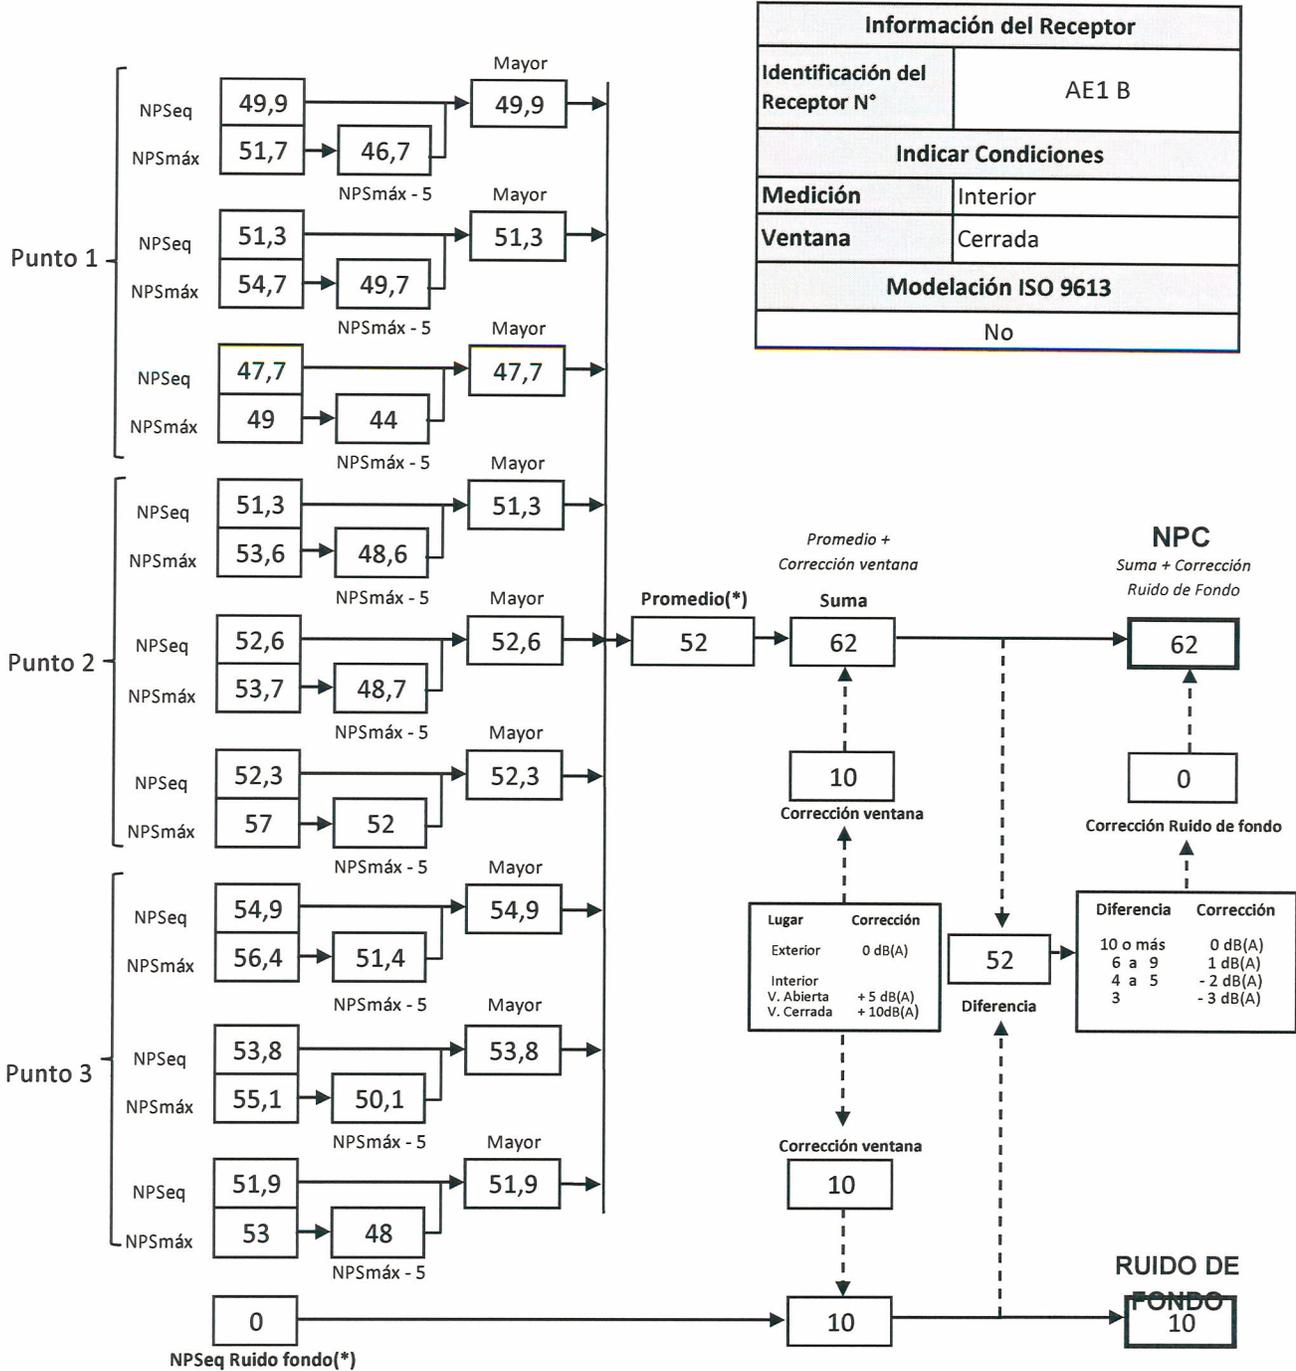 Información del Receptor
Identificación del Receptor N°
AE1 B
Indicar Condiciones
Medición
Interior
Ventana
Cerrada
Modelación ISO 9613
No
Punto 1
NPSeq
49,9
Mayor
49,9
NPSmáx
51,7
46,7
NPSmáx - 5
NPSeq
51,3
Mayor
51,3
NPSmáx
54,7
49,7
NPSmáx - 5
NPSeq
47,7
Mayor
47,7
NPSmáx
49
44
NPSmáx - 5
Punto 2
NPSeq
51,3
Mayor
51,3
NPSmáx
53,6
48,6
NPSmáx - 5
NPSeq
52,6
Mayor
52,6
NPSmáx
53,7
48,7
NPSmáx - 5
NPSeq
52,3
Mayor
52,3
NPSmáx
57
52
NPSmáx - 5
Punto 3
NPSeq
54,9
Mayor
54,9
NPSmáx
56,4
51,4
NPSmáx - 5
NPSeq
53,8
Mayor
53,8
NPSmáx
55,1
50,1
NPSmáx - 5
NPSeq
51,9
Mayor
51,9
NPSmáx
53
48
NPSmáx - 5
Promedio(*)
52
Promedio +
Corrección ventana
Suma
62
NPC
Suma + Corrección
Ruido de Fondo
62
10
Corrección ventana
0
Corrección Ruido de fondo
Lugar Corrección
Exterior 0 dB(A)
Interior
V. Abierta + 5 dB(A)
V. Cerrada + 10dB(A)
52
Diferencia
Diferencia Corrección
10 o más 0 dB(A)
6 a 9 1 dB(A)
4 a 5 - 2 dB(A)
3 - 3 dB(A)
Corrección ventana
10
0
NPSeq Ruido fondo(*)
10
RUIDO DE
FONDO
10